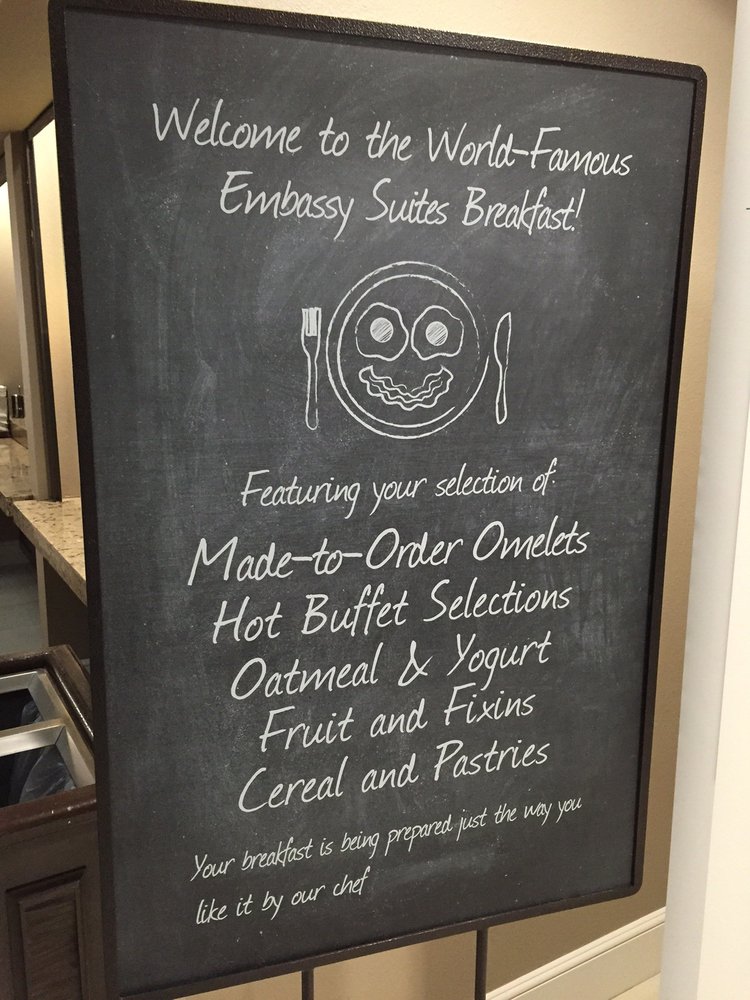 Welcome to the World-Famous
Embassy Suites Breakfast!
Featuring your selection of:
Made-to-Order Omelets
Hot Buffet Selections
Oatmeal & Yogurt
Fruit and Fixins
Cereal and Pastries
Your breakfast is being prepared just the way you
like it by our chef